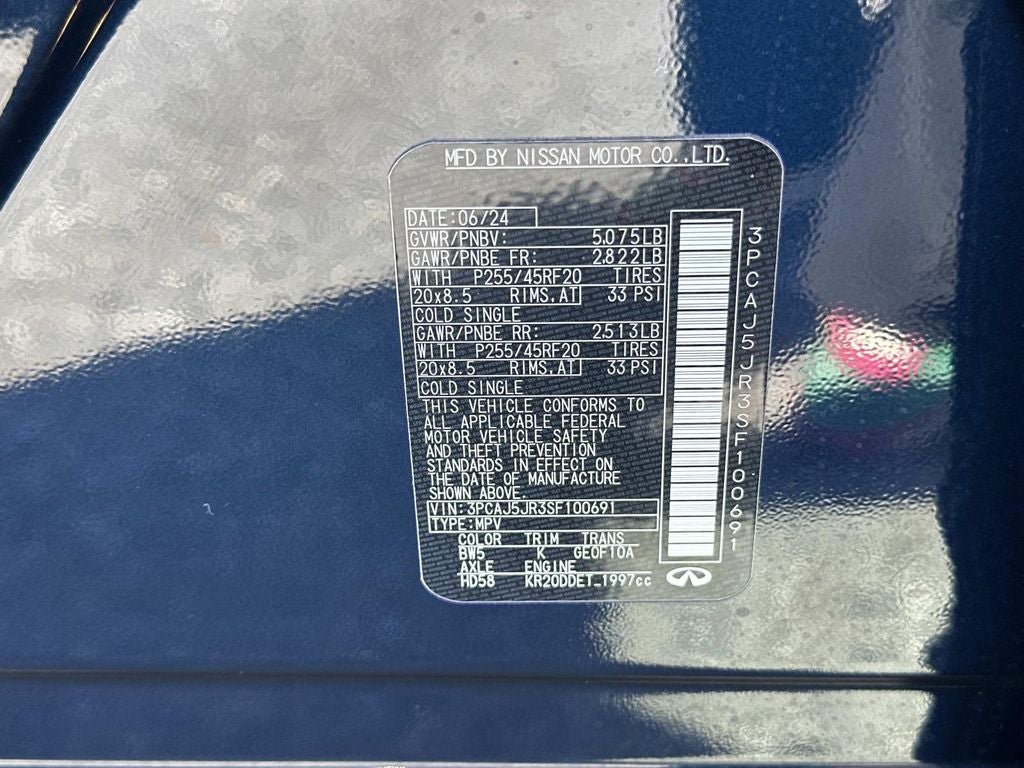 MFD BY NISSAN MOTOR CO.,LTD.
DATE:06/24
GVWR/PNBV: 5,075LB
GAWR/PNBE FR: 2,822LB
WITH P255/45RF20 TIRES
20x8.5 RIMS.AT 33 PSI
COLD SINGLE
GAWR/PNBE RR: 2,513LB
WITH P255/45RF20 TIRES
20x8.5 RIMS.AT 33 PSI
COLD SINGLE
THIS VEHICLE CONFORMS TO
ALL APPLICABLE FEDERAL
MOTOR VEHICLE SAFETY
AND THEFT PREVENTION
STANDARDS IN EFFECT ON
THE DATE OF MANUFACTURE
SHOWN ABOVE.
VIN:3PCAJ5JR3SF100691
TYPE:MPV
COLOR TRIM TRANS
BW5 K GE0F10A
AXLE ENGINE
HD58 KR20DDET 1997cc
3PCAJ5JR3SF100691